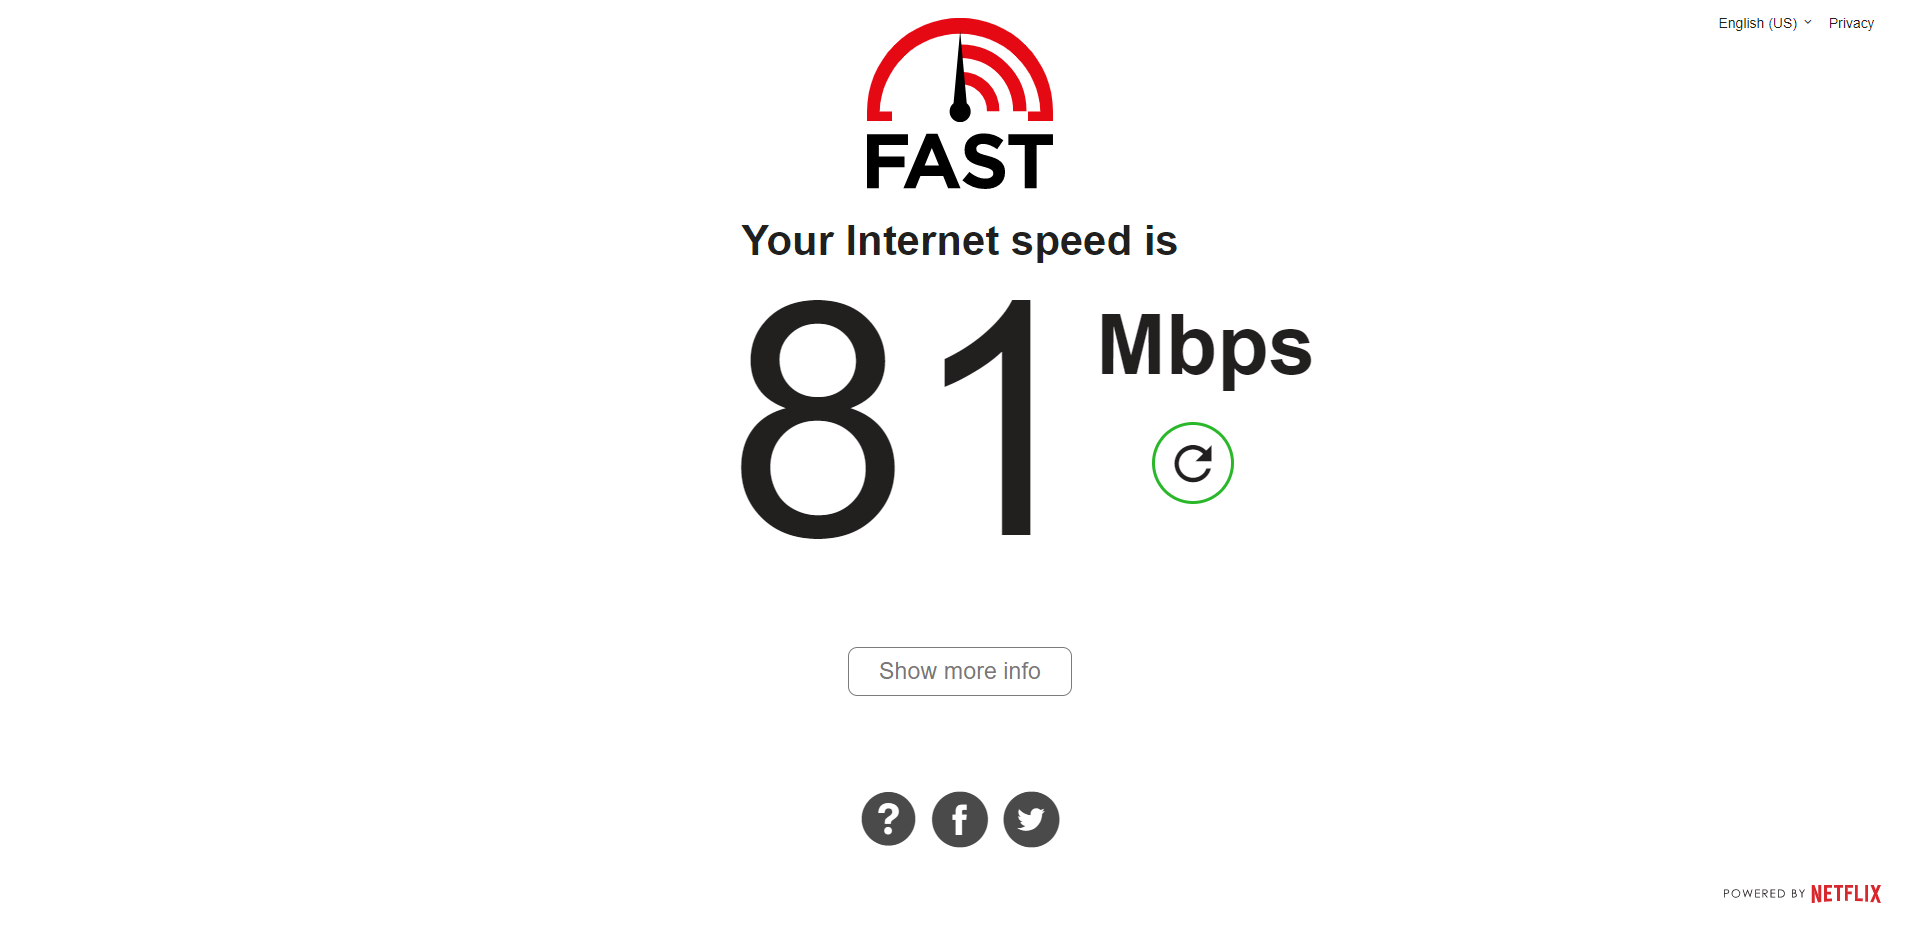 English (US) Privacy
FAST
Your Internet speed is
81 Mbps
Show more info
?
f
POWERED BY NETFLIX